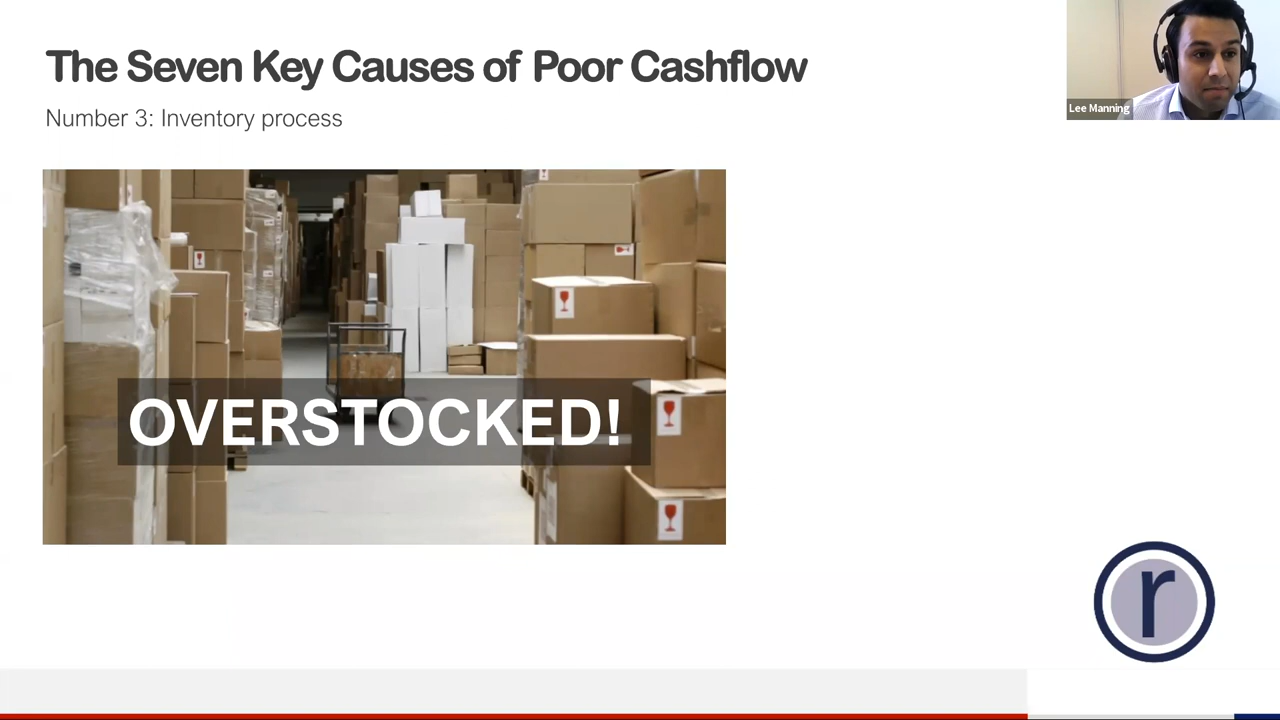 The Seven Key Causes of Poor Cashflow
Number 3: Inventory process
Lee Manning
OVERSTOCKED!
r